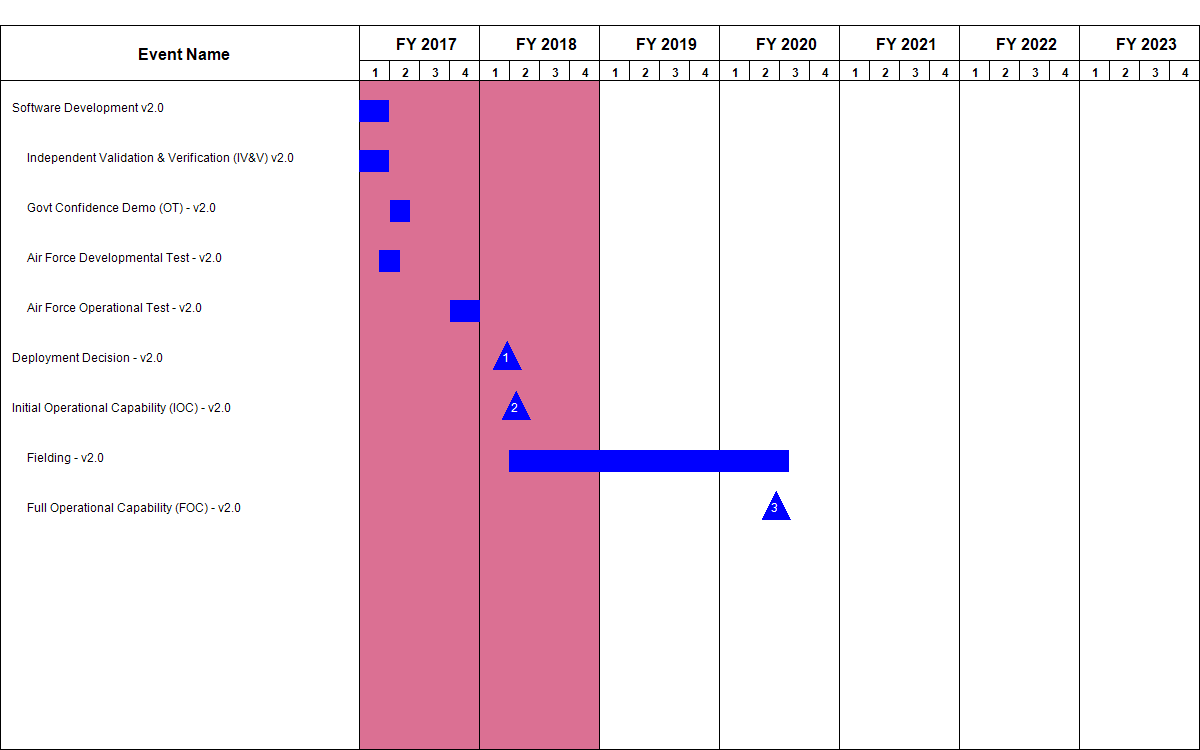 Event Name
FY 2017 FY 2018 FY 2019 FY 2020 FY 2021 FY 2022 FY 2023
1 2 3 4 1 2 3 4 1 2 3 4 1 2 3 4 1 2 3 4 1 2 3 4 1 2 3 4
Software Development v2.0
Independent Validation & Verification (IV&V) v2.0
Govt Confidence Demo (OT) - v2.0
Air Force Developmental Test - v2.0
Air Force Operational Test - v2.0
Deployment Decision - v2.0 1
Initial Operational Capability (IOC) - v2.0 2
Fielding - v2.0
Full Operational Capability (FOC) - v2.0 3